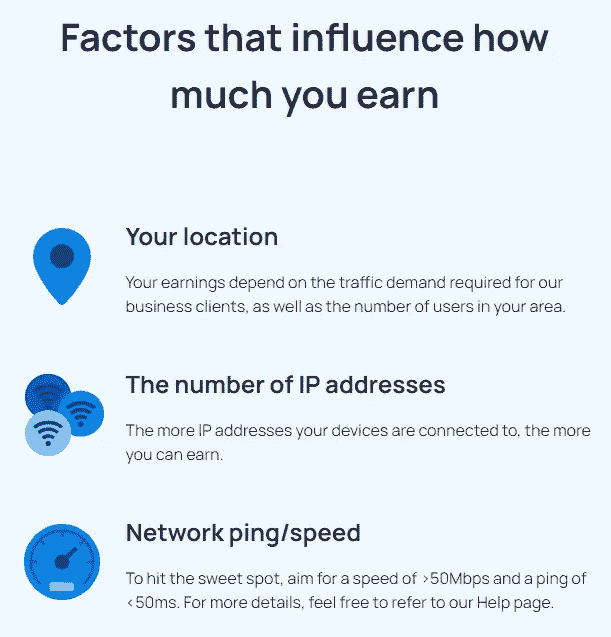 Factors that influence how
much you earn
Your location
Your earnings depend on the traffic demand required for our
business clients, as well as the number of users in your area.
The number of IP addresses
The more IP addresses your devices are connected to, the more
you can earn.
Network ping/speed
To hit the sweet spot, aim for a speed of >50Mbps and a ping of
<50ms. For more details, feel free to refer to our Help page.